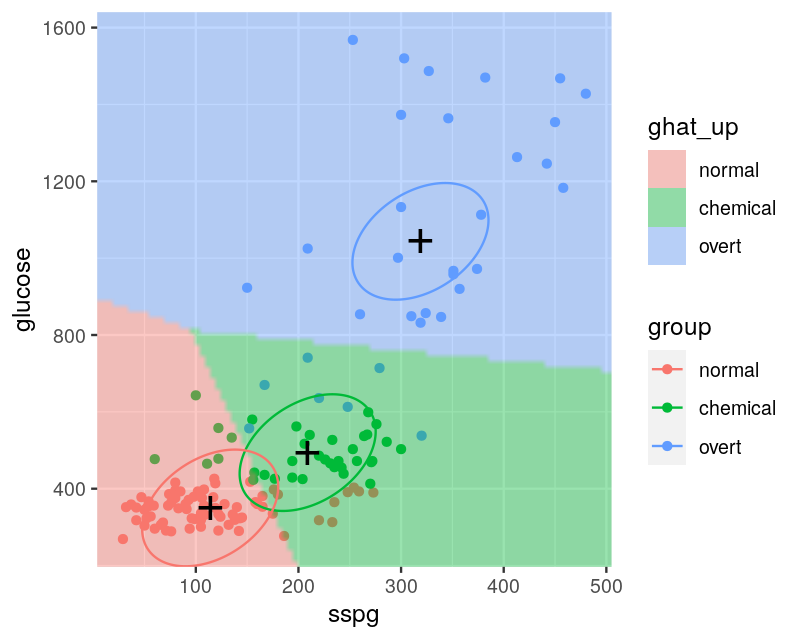 1600
1200
800
400
glucose
100
200
300
400
500
sspg
ghat_up
normal
chemical
overt
group
normal
chemical
overt